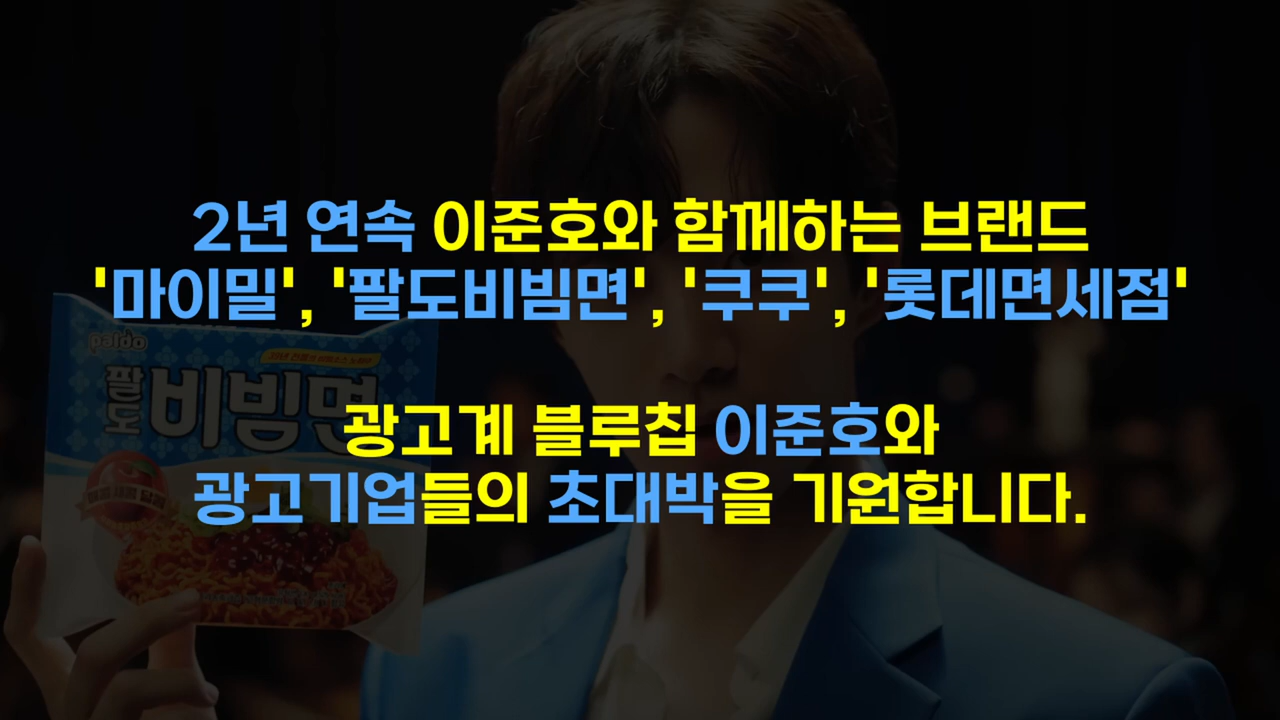 2년 연속 이준호와 함께하는 브랜드
'마이밀', '팔도비빔면', '쿠쿠', '롯데면세점'
paldo
팔도
비빔면
광고계 블루칩 이준호와
광고기업들의 초대박을 기원합니다.